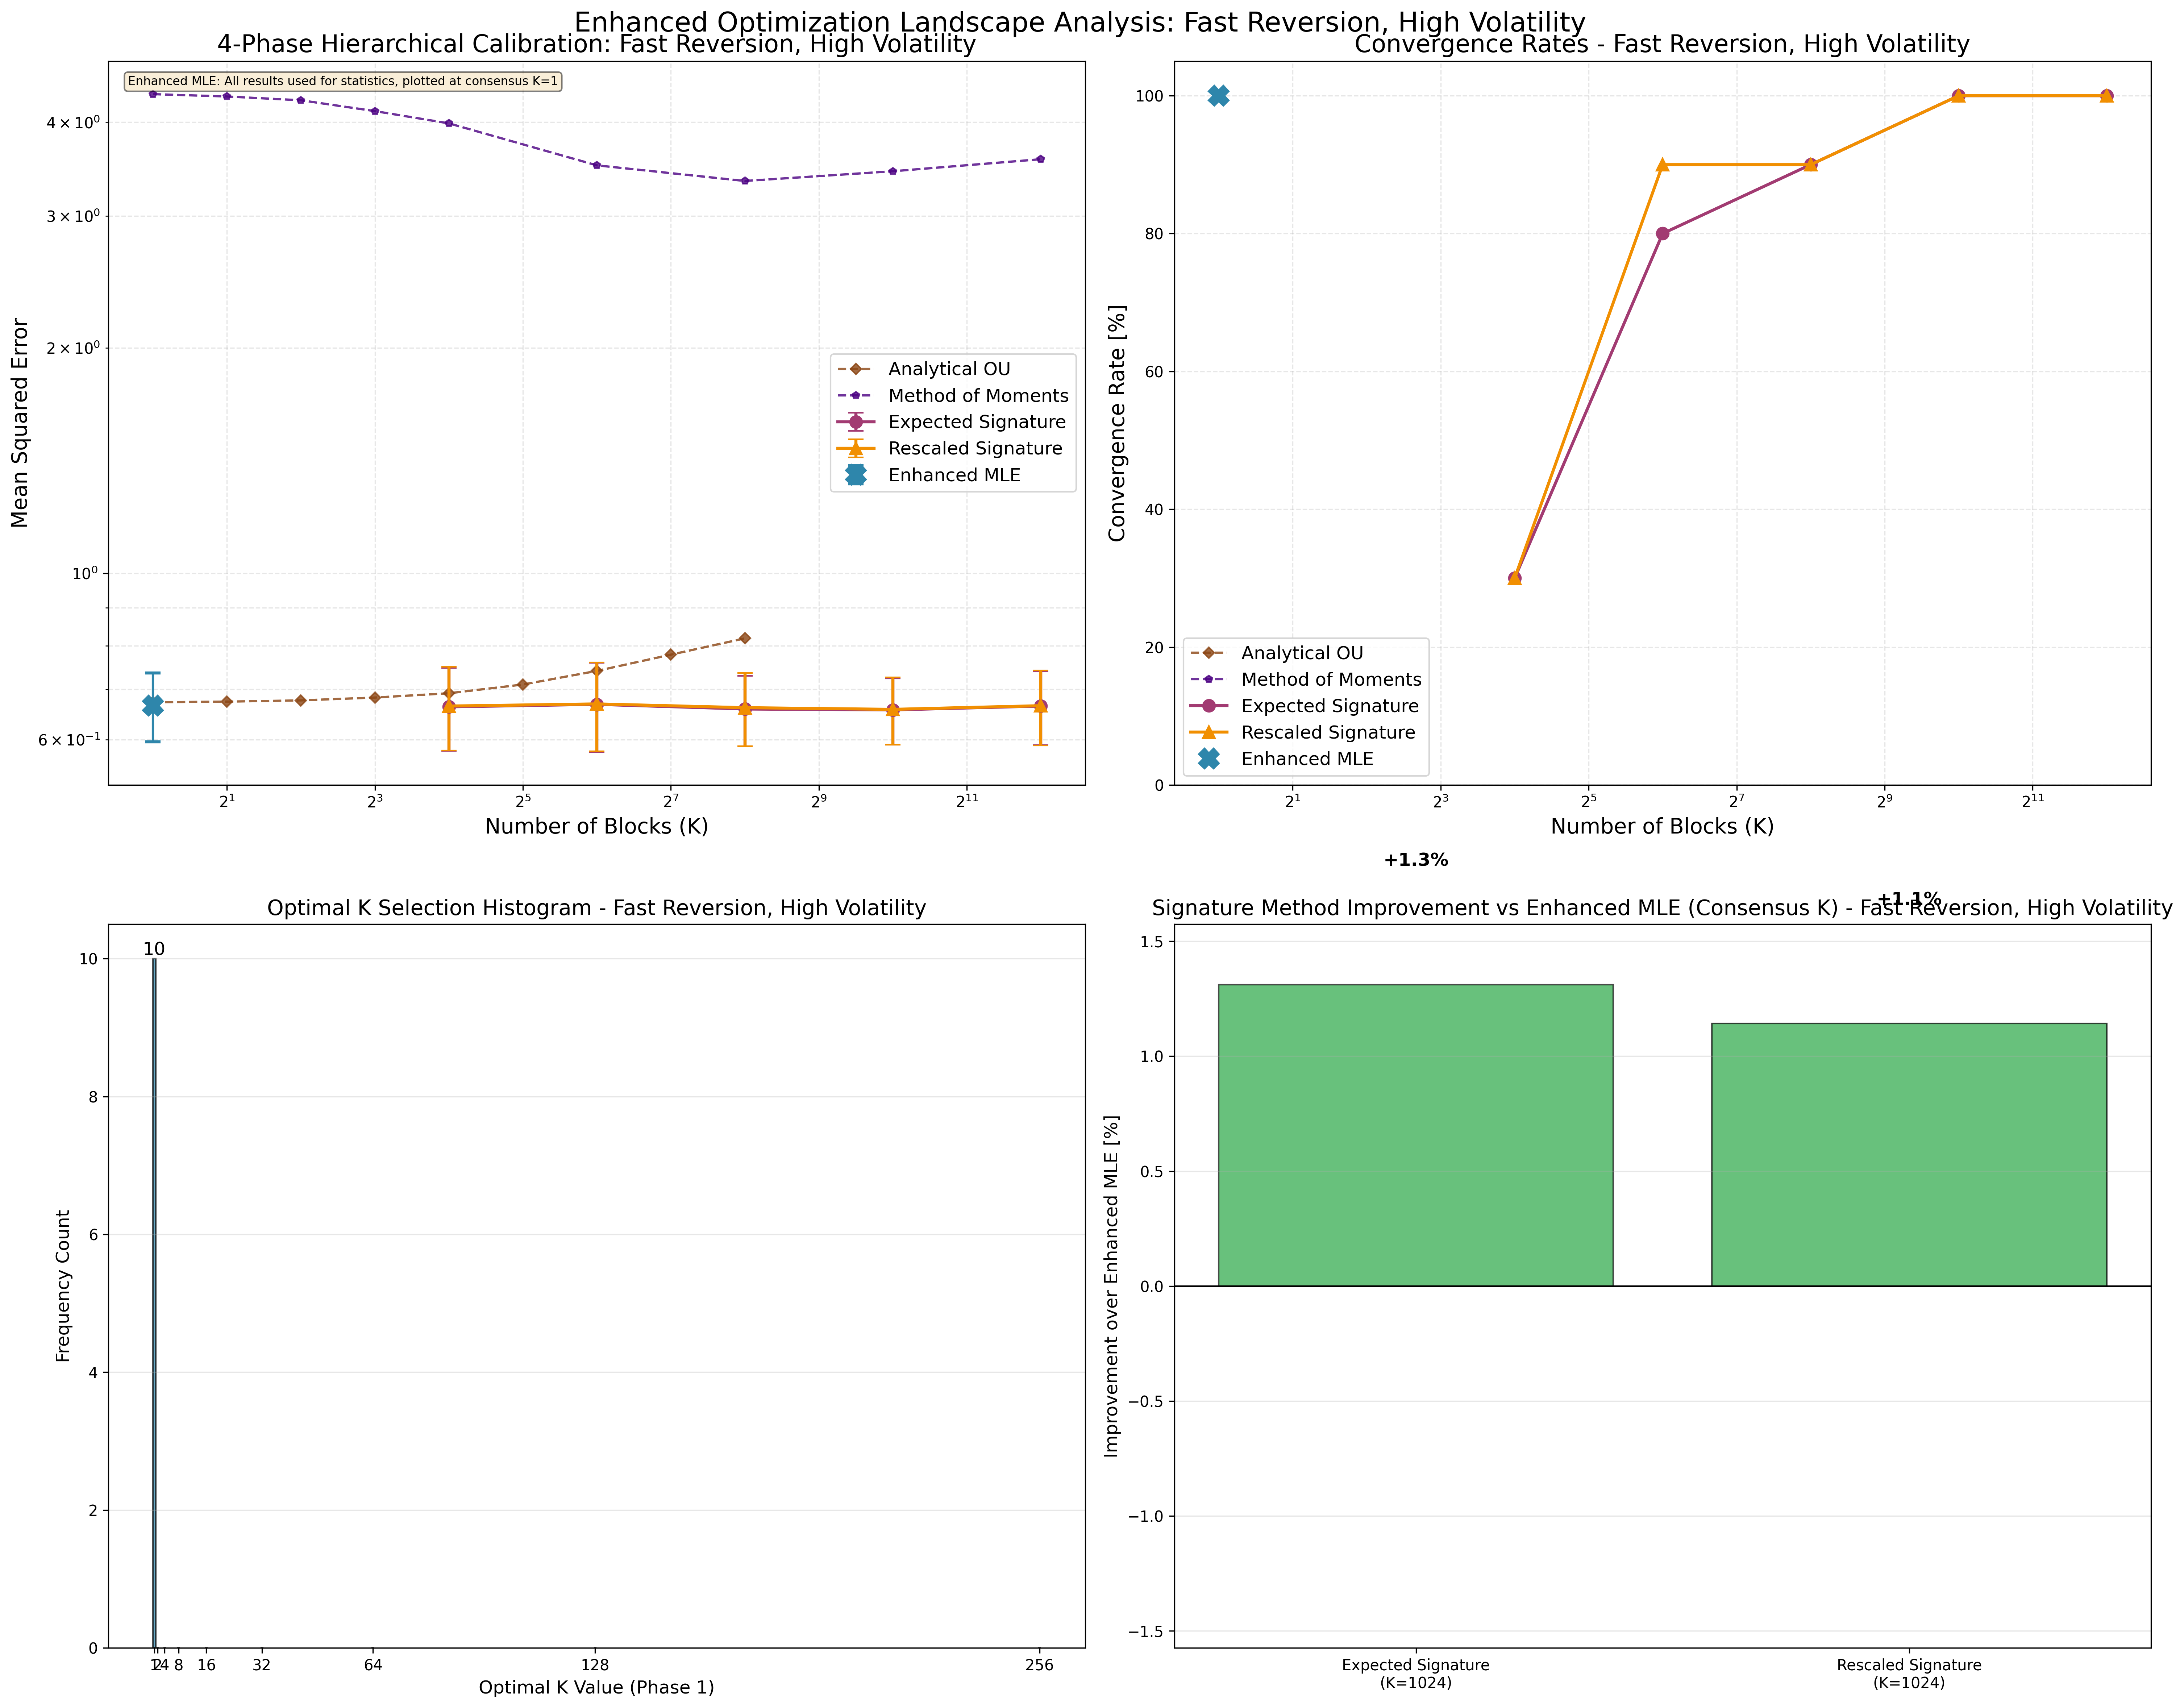 Enhanced Optimization Landscape Analysis: Fast Reversion, High Volatility
4-Phase Hierarchical Calibration: Fast Reversion, High Volatility
Enhanced MLE: All results used for statistics, plotted at consensus K=1
Mean Squared Error
4 × 10⁰
3 × 10⁰
2 × 10⁰
10⁰
6 × 10⁻¹
Analytical OU
Method of Moments
Expected Signature
Rescaled Signature
Enhanced MLE
2¹ 2³ 2⁵ 2⁷ 2⁹ 2¹¹
Number of Blocks (K)
Convergence Rates - Fast Reversion, High Volatility
Convergence Rate [%]
100
80
60
40
20
0
Analytical OU
Method of Moments
Expected Signature
Rescaled Signature
Enhanced MLE
2¹ 2³ 2⁵ 2⁷ 2⁹ 2¹¹
Number of Blocks (K)
Optimal K Selection Histogram - Fast Reversion, High Volatility
Frequency Count
10
10
8
6
4
2
0
1 2 4 8 16 32 64 128 256
Optimal K Value (Phase 1)
+1.3%
+1.1%
Signature Method Improvement vs Enhanced MLE (Consensus K) - Fast Reversion, High Volatility
Improvement over Enhanced MLE [%]
1.5
1.0
0.5
0.0
−0.5
−1.0
−1.5
Expected Signature
(K=1024)
Rescaled Signature
(K=1024)